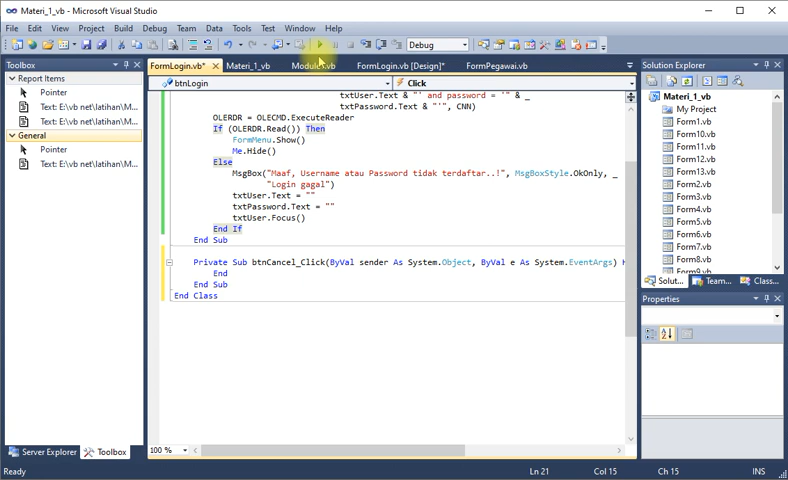 Materi_1_vb - Microsoft Visual Studio
File Edit View Project Build Debug Team Data Tools Test Window Help
Debug
Toolbox
Report Items
Pointer
Text: E:\vb net\latihan\M...
Text: E:\vb net\latihan\M...
General
Pointer
Text: E:\vb net\latihan\M...
Server Explorer Toolbox
FormLogin.vb* Materi_1_vb Module5.vb FormLogin.vb [Design]* FormPegawai.vb
btnLogin Click
txtUser.Text & "' and password = '" & _
txtPassword.Text & "'", CNN)
OLERDR = OLECMD.ExecuteReader
If (OLERDR.Read()) Then
FormMenu.Show()
Me.Hide()
Else
MsgBox("Maaf, Username atau Password tidak terdaftar..!", MsgBoxStyle.OkOnly, _
"Login gagal")
txtUser.Text = ""
txtPassword.Text = ""
txtUser.Focus()
End If
End Sub
Private Sub btnCancel_Click(ByVal sender As System.Object, ByVal e As System.EventArgs)
End
End Sub
End Class
100 %
Solution Explorer
Materi_1_vb
My Project
Form1.vb
Form10.vb
Form11.vb
Form12.vb
Form13.vb
Form2.vb
Form3.vb
Form4.vb
Form5.vb
Form6.vb
Form7.vb
Form8.vb
Form9.vb
Solut... Team... Class...
Properties
Ready Ln 21 Col 15 Ch 15 INS